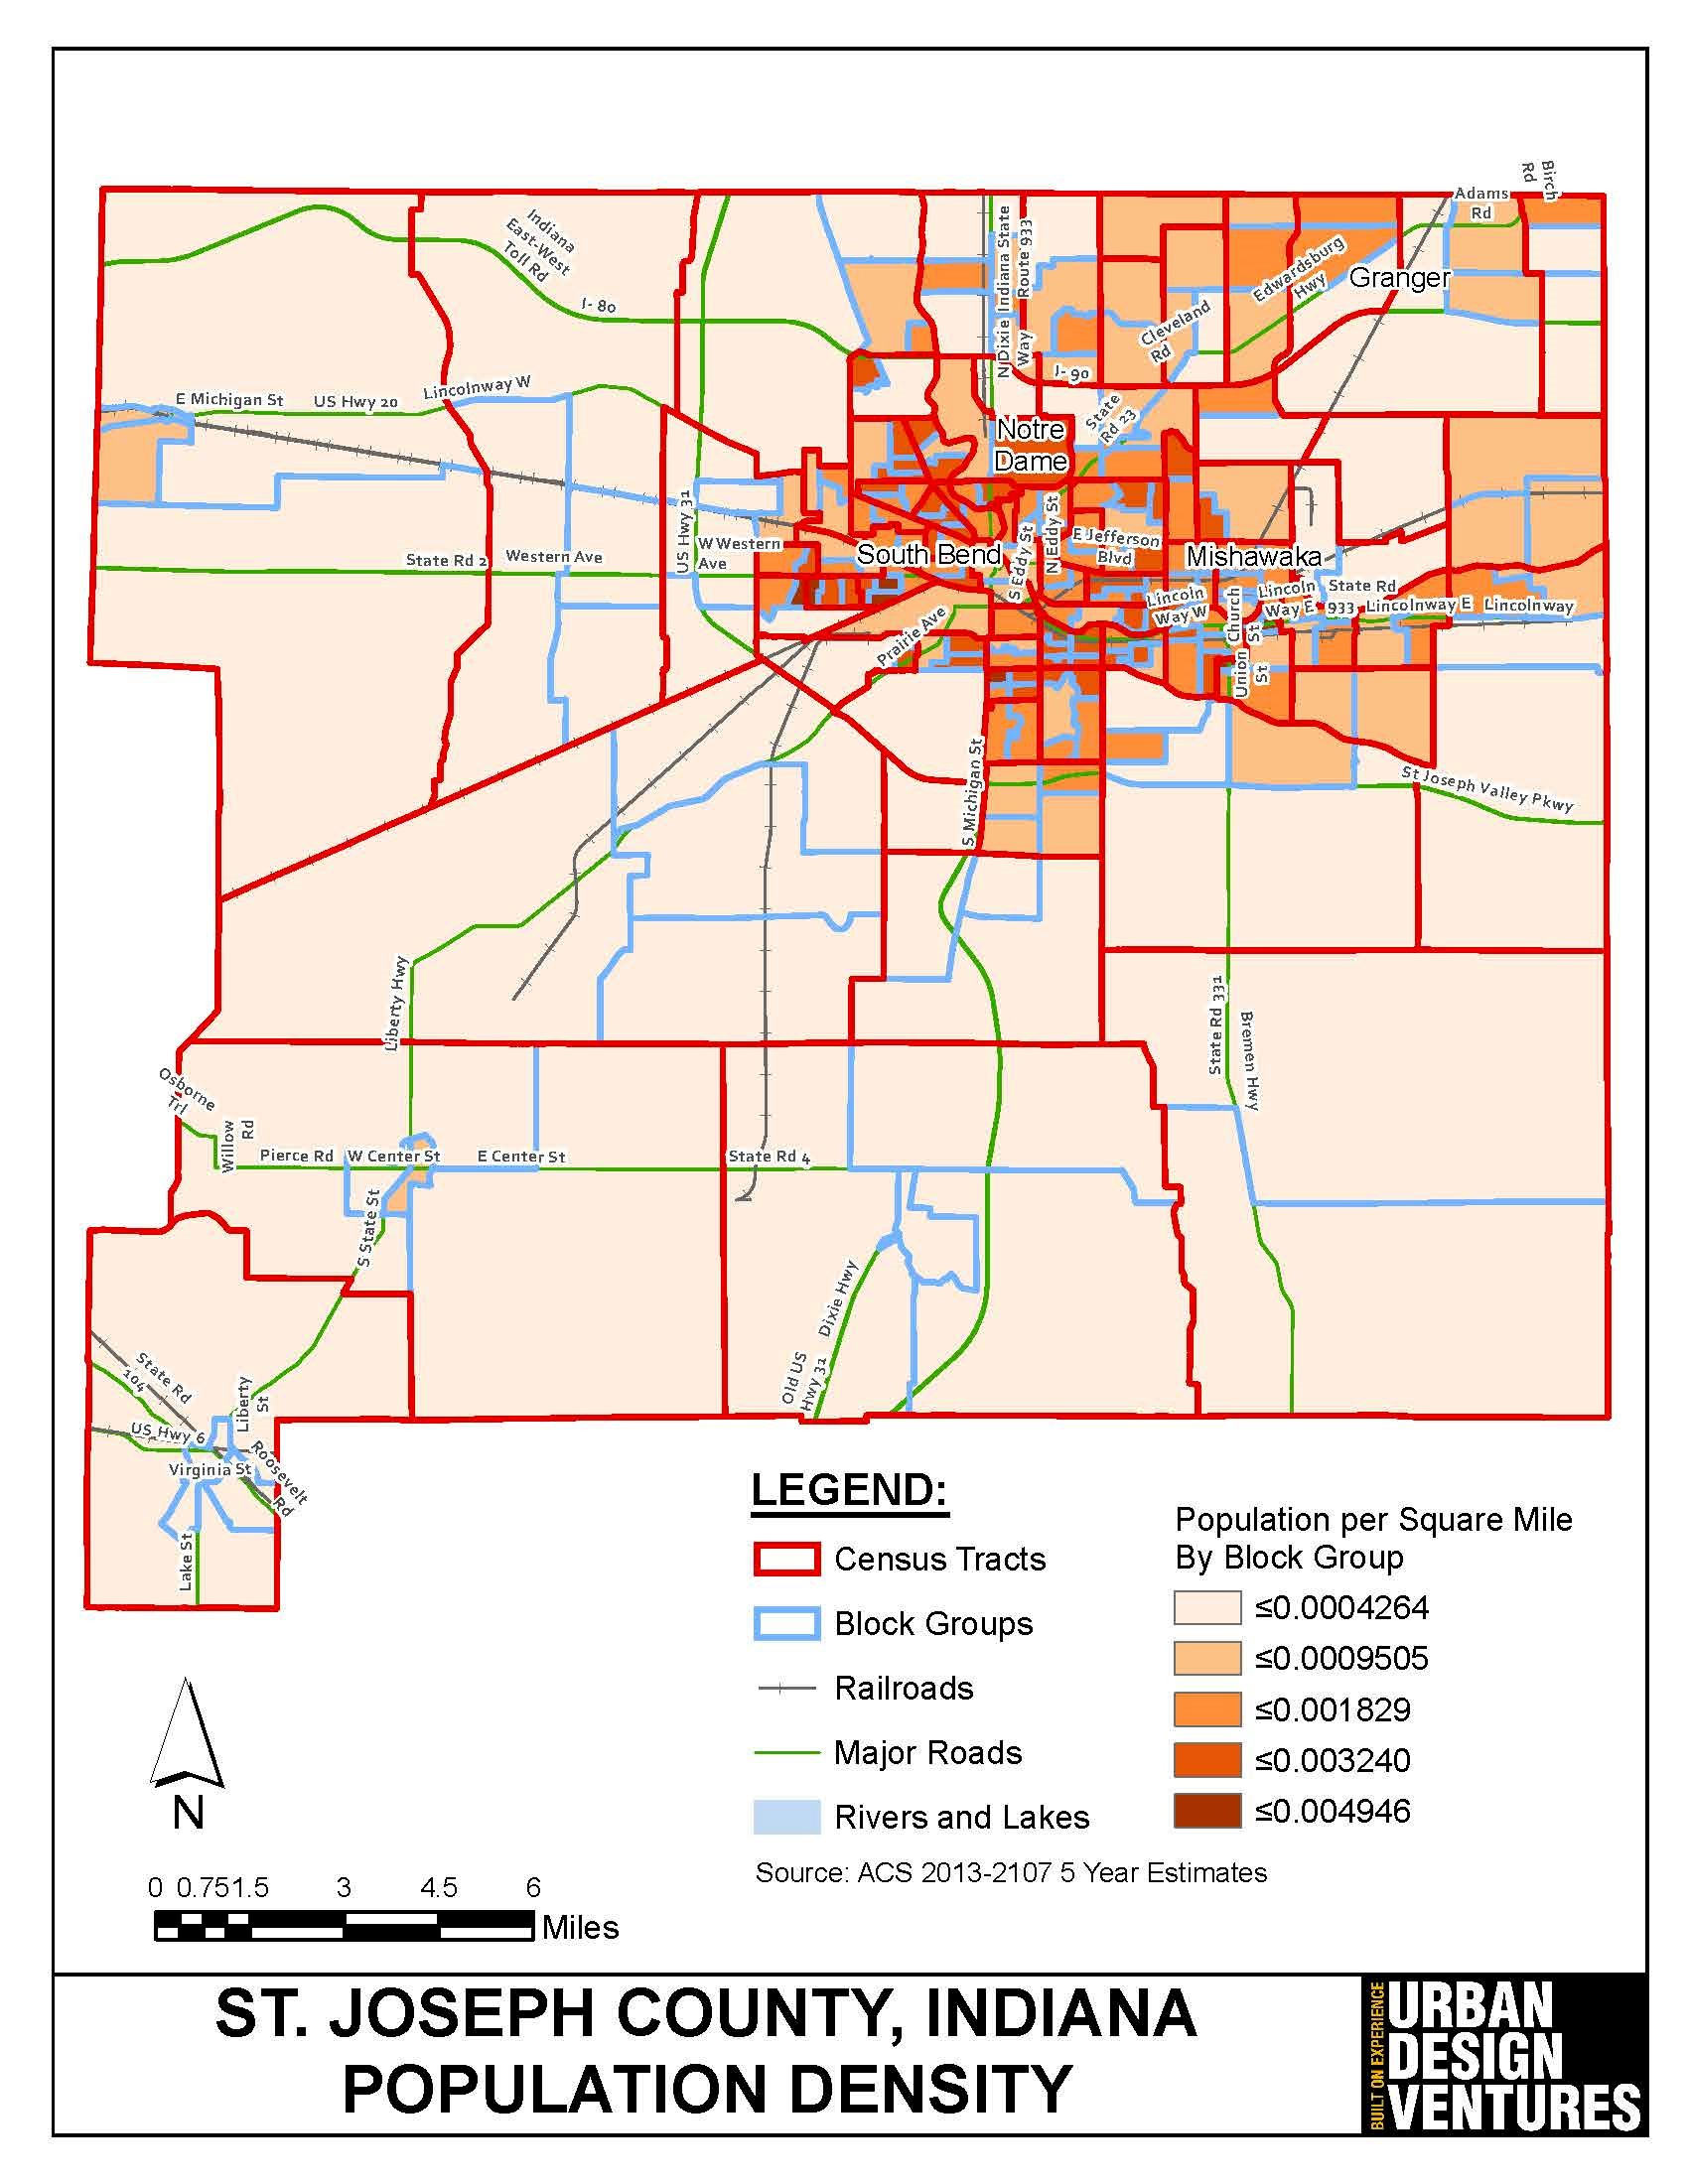 Birch
Rd
Adams
Rd
Indiana
East-West
Toll Rd
I- 80
N Dixie Indiana State
Way Route 933
Edwardsburg
Hwy
Granger
Cleveland
Rd
I- 90
E Michigan St
US Hwy 20
Lincolnway W
State
Rd 23
Notre
Dame
US Hwy 31
W Western
Ave
South Bend
S Eddy St
N Eddy St
E Jefferson
Blvd
Mishawaka
State Rd 2
Western Ave
Lincoln
Way W
Church
Union
St
St
Lincoln
Way E
State Rd
933
Lincolnway E
Lincolnway
Prairie Ave
S Michigan St
St Joseph Valley Pkwy
Liberty Hwy
State Rd 331
Bremen Hwy
Osborne
Trl
Willow
Rd
Pierce Rd
W Center St
E Center St
State Rd 4
S State St
Dixie Hwy
Old US
Hwy 31
State Rd
104
Liberty
St
US Hwy 6
Virginia St
Roosevelt
Rd
Lake St
LEGEND:
Census Tracts
Block Groups
Railroads
Major Roads
Rivers and Lakes
Population per Square Mile
By Block Group
≤0.0004264
≤0.0009505
≤0.001829
≤0.003240
≤0.004946
Source: ACS 2013-2107 5 Year Estimates
N
0 0.75 1.5 3 4.5 6
Miles
ST. JOSEPH COUNTY, INDIANA
POPULATION DENSITY
BUILT ON EXPERIENCE
URBAN
DESIGN
VENTURES